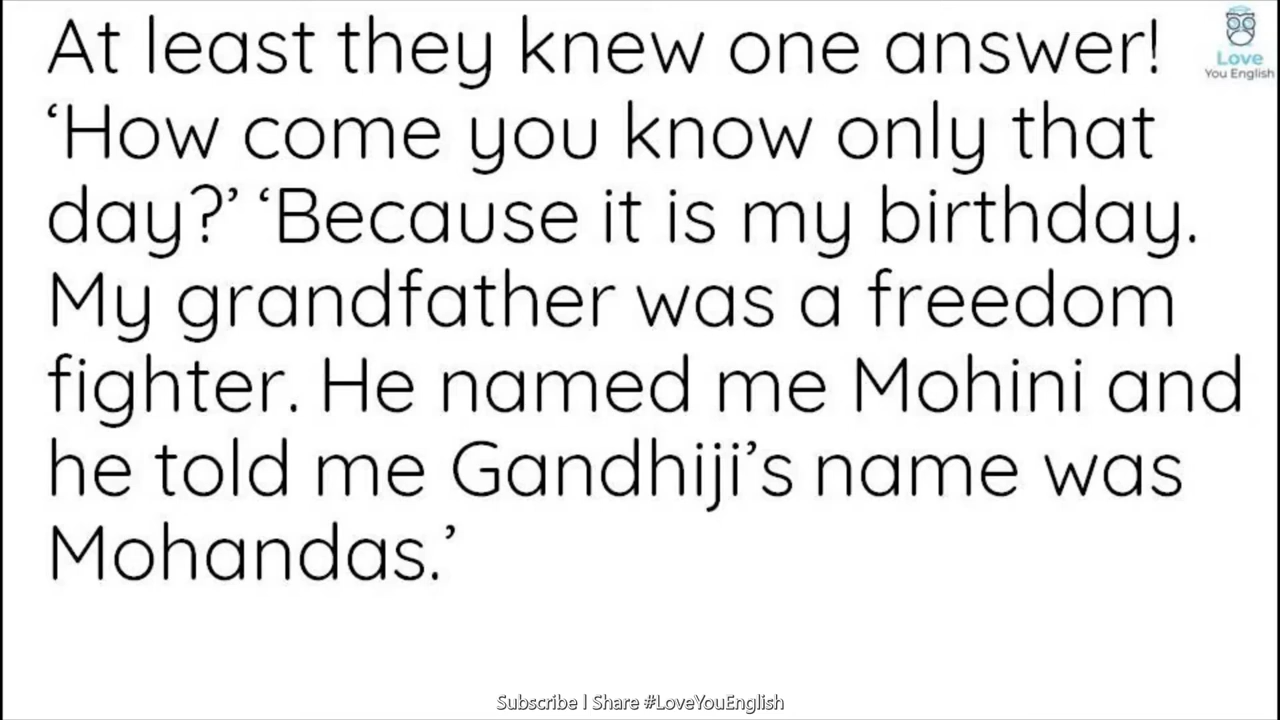 At least they knew one answer!
‘How come you know only that
day?’ ‘Because it is my birthday.
My grandfather was a freedom
fighter. He named me Mohini and
he told me Gandhiji’s name was
Mohandas.’
Love
You English
Subscribe | Share #LoveYouEnglish